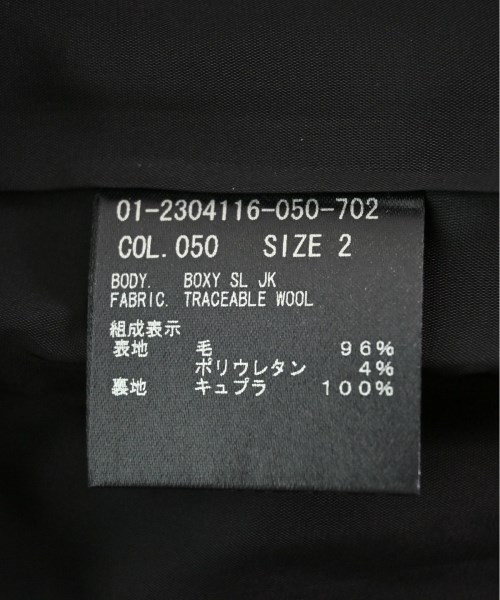 01-2304116-050-702
COL.050 SIZE 2
BODY. BOXY SL JK
FABRIC. TRACEABLE WOOL
組成表示
表地 毛 96%
ポリウレタン 4%
裏地 キュプラ 100%